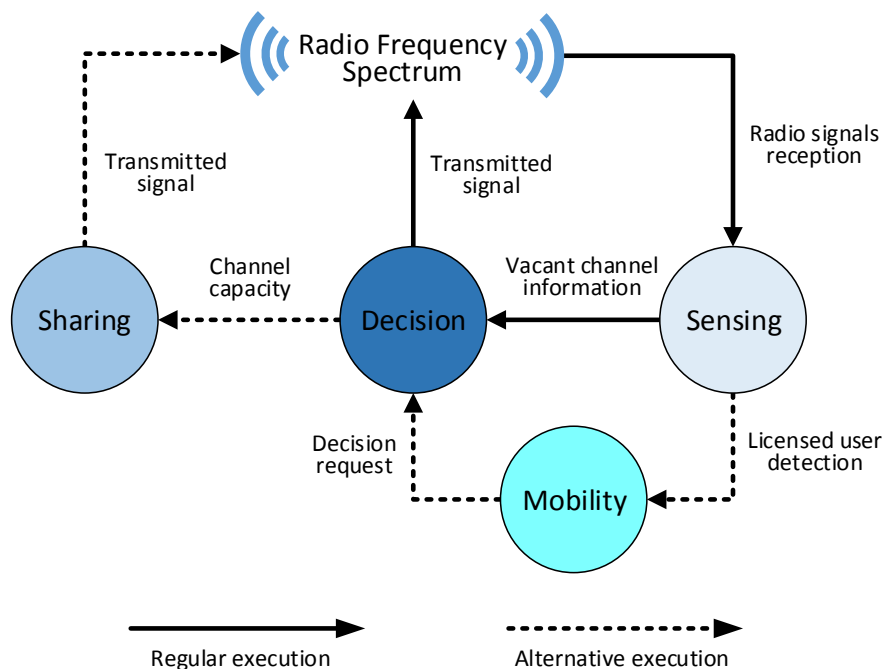 Radio Frequency
Spectrum
Radio signals
reception
Transmitted
signal
Transmitted
signal
Channel
capacity
Vacant channel
information
Sharing
Decision
Sensing
Decision
request
Licensed user
detection
Mobility
Regular execution
Alternative execution